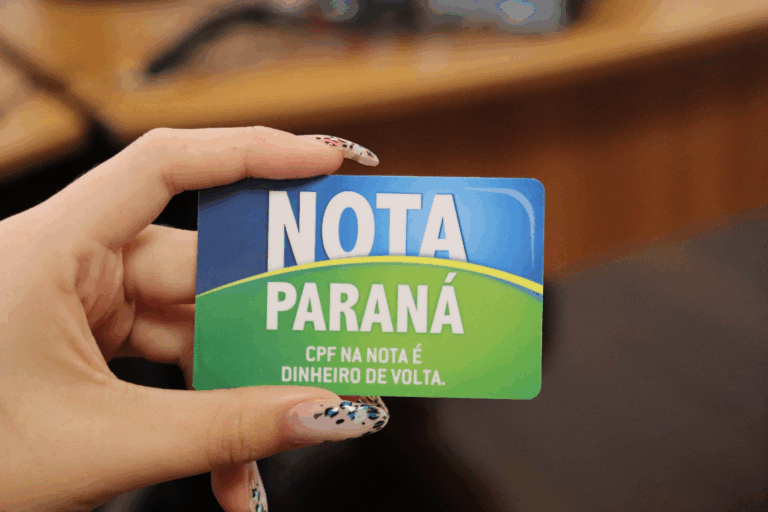 NOTA
PARANÁ
CPF NA NOTA É
DINHEIRO DE VOLTA.